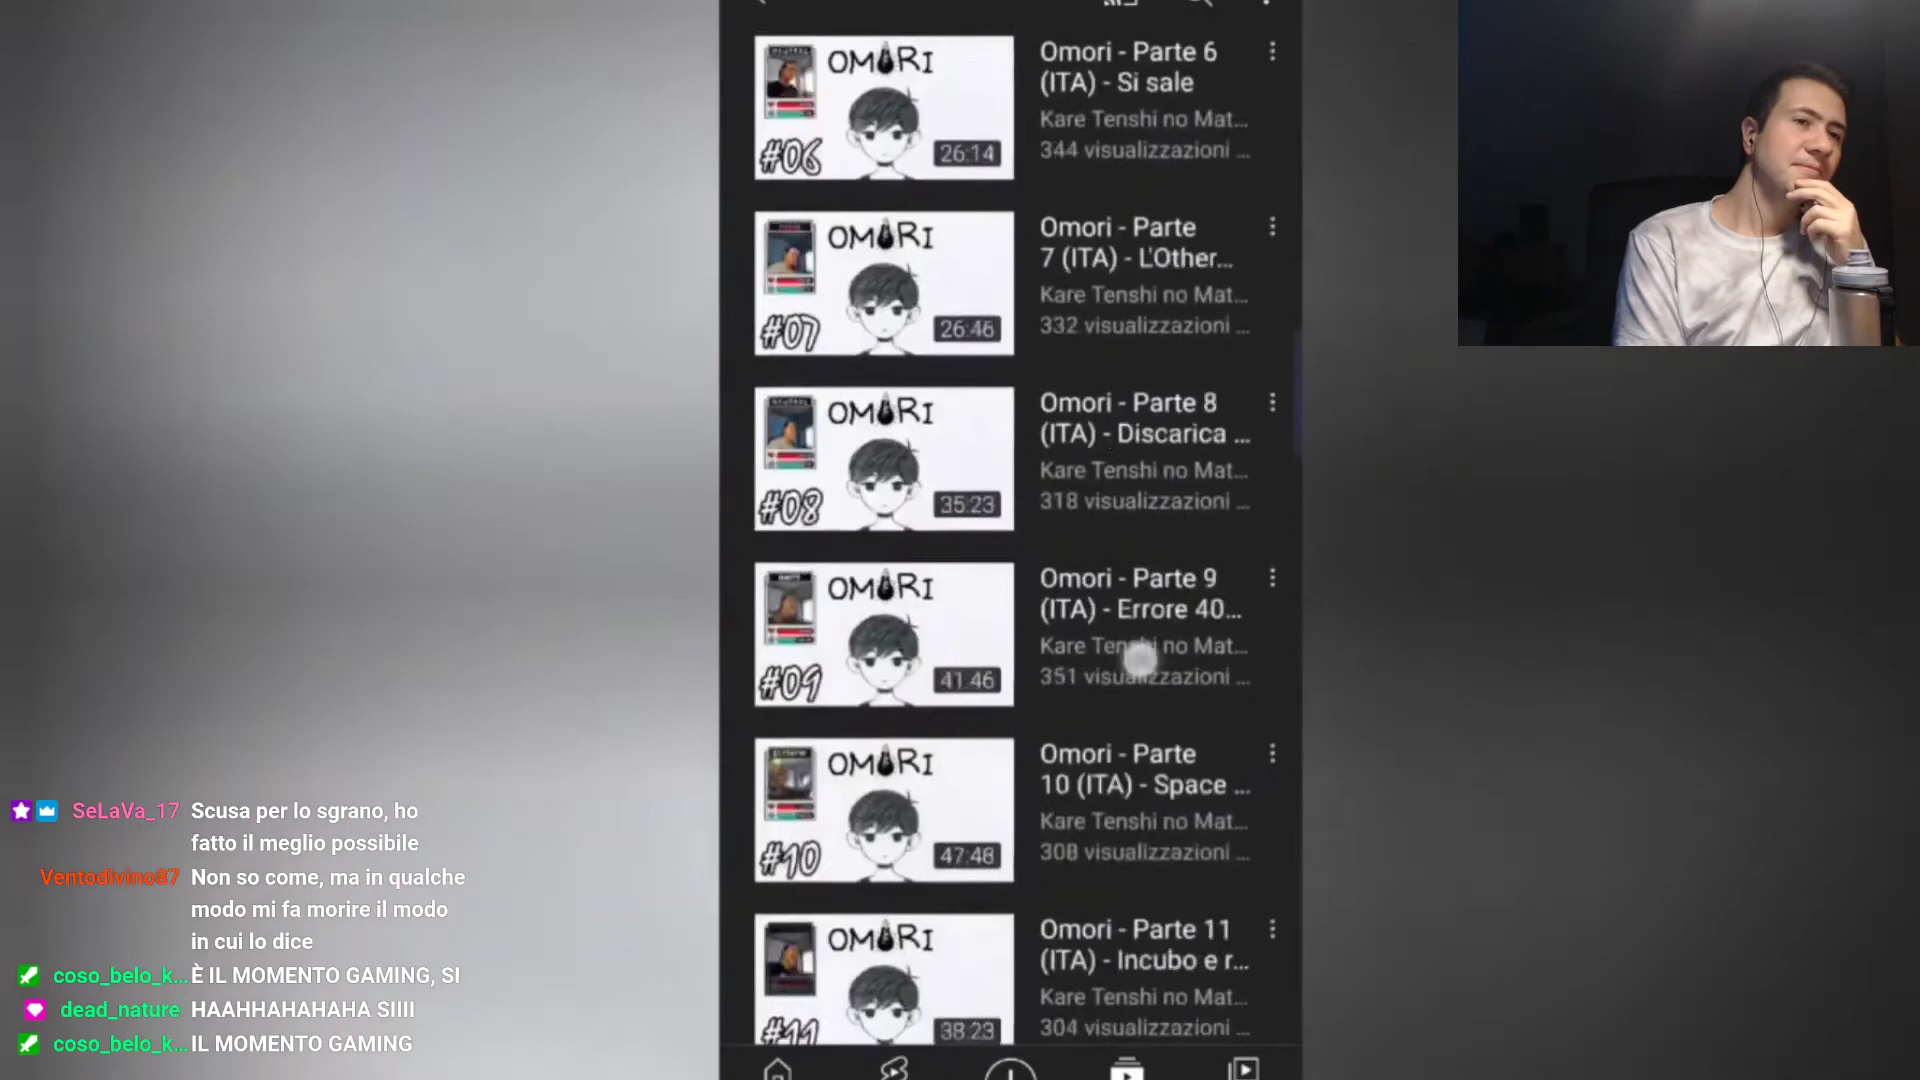 OMORI
#06
26:14
Omori - Parte 6
(ITA) - Si sale
Kare Tenshi no Mat...
344 visualizzazioni ...
OMORI
#07
26:46
Omori - Parte
7 (ITA) - L'Other...
Kare Tenshi no Mat...
332 visualizzazioni ...
OMORI
#08
35:23
Omori - Parte 8
(ITA) - Discarica ...
Kare Tenshi no Mat...
318 visualizzazioni ...
OMORI
#09
41:46
Omori - Parte 9
(ITA) - Errore 40...
Kare Tenshi no Mat...
351 visualizzazioni ...
OMORI
#10
47:48
Omori - Parte
10 (ITA) - Space ...
Kare Tenshi no Mat...
308 visualizzazioni ...
OMORI
#11
38:23
Omori - Parte 11
(ITA) - Incubo e r...
Kare Tenshi no Mat...
304 visualizzazioni ...
SeLaVa_17 Scusa per lo sgrano, ho
fatto il meglio possibile
Ventodivino87 Non so come, ma in qualche
modo mi fa morire il modo
in cui lo dice
coso_belo_k... È IL MOMENTO GAMING, SI
dead_nature HAAHHAHAHAHA SIIII
coso_belo_k... IL MOMENTO GAMING